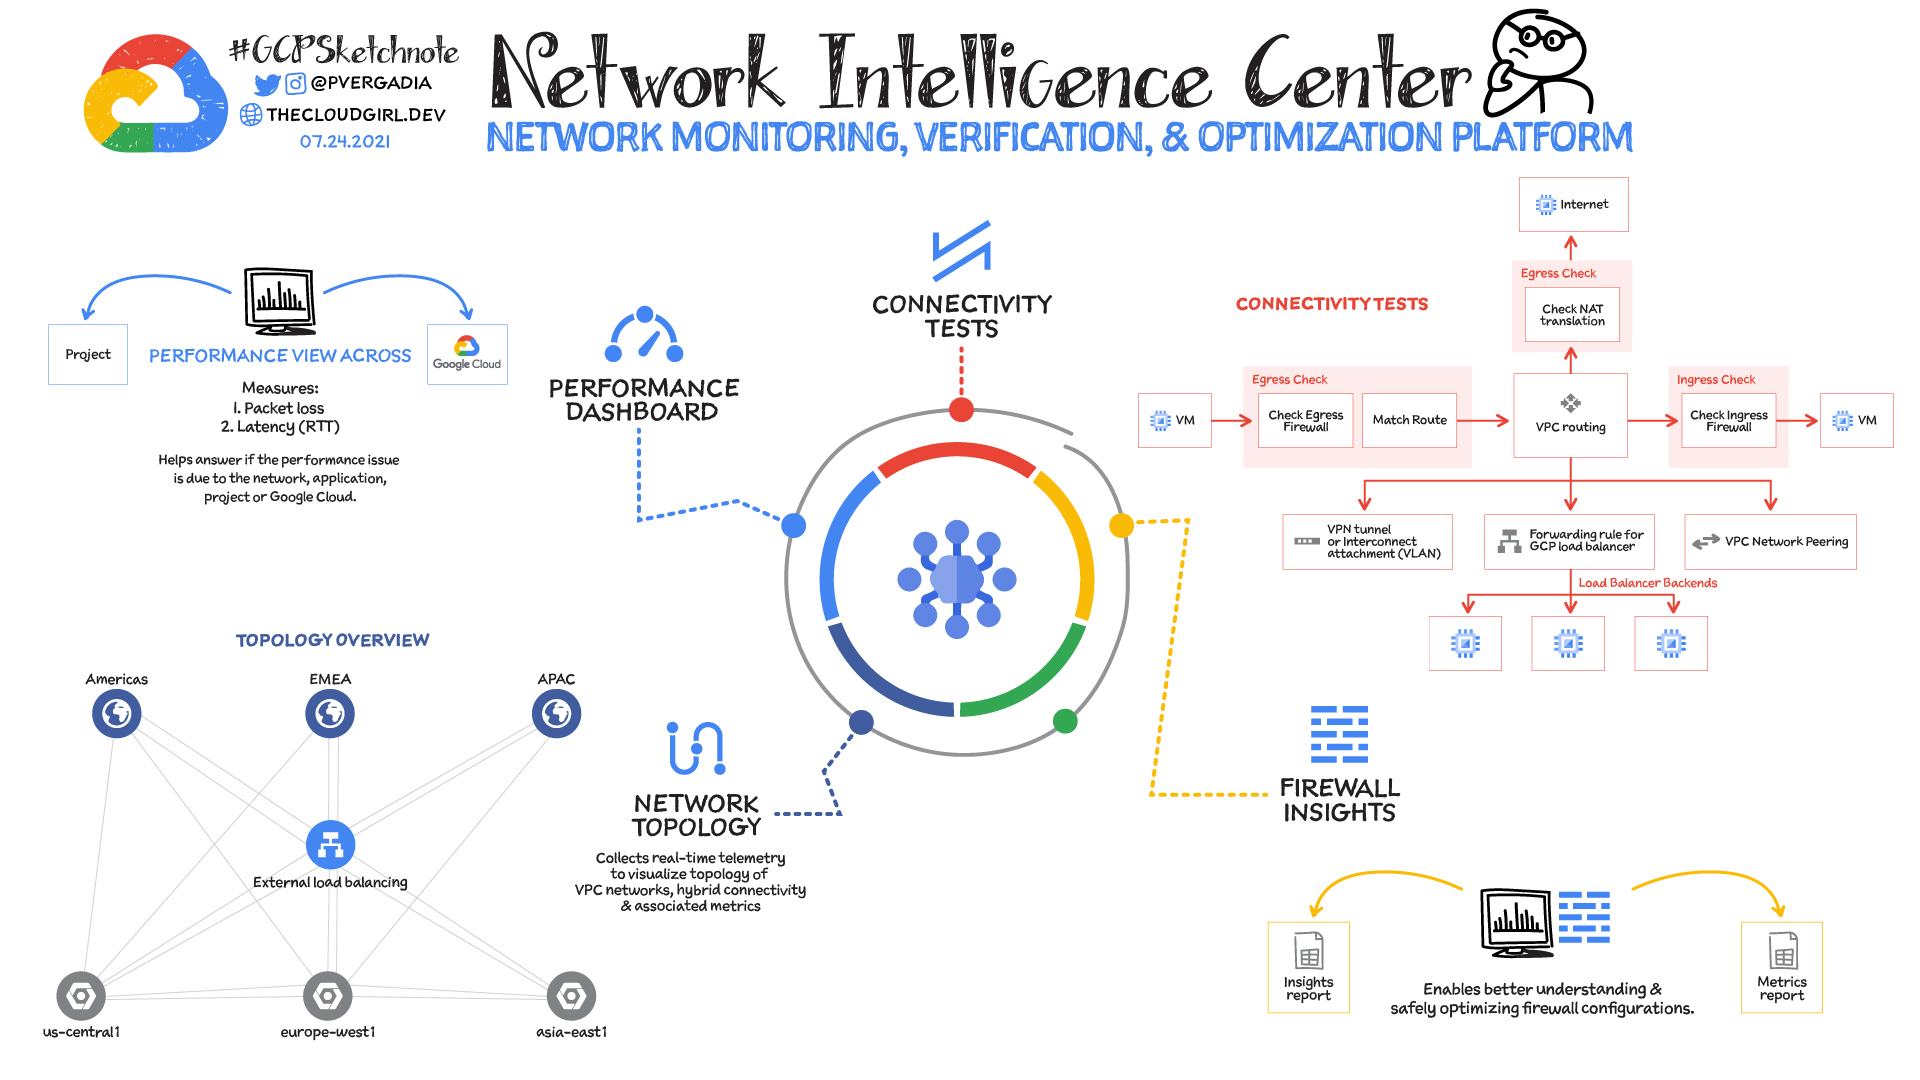 #GCPSketchnote
@PVERGADIA
THECLOUDGIRL.DEV
07.24.2021
Network Intelligence Center
NETWORK MONITORING, VERIFICATION, & OPTIMIZATION PLATFORM
Project
PERFORMANCE VIEW ACROSS
Google Cloud
Measures:
1. Packet loss
2. Latency (RTT)
Helps answer if the performance issue
is due to the network, application,
project or Google Cloud.
PERFORMANCE
DASHBOARD
CONNECTIVITY
TESTS
CONNECTIVITY TESTS
Internet
Egress Check
Check NAT
translation
VM
Egress Check
Check Egress
Firewall
Match Route
VPC routing
Ingress Check
Check Ingress
Firewall
VM
VPN tunnel
or Interconnect
attachment (VLAN)
Forwarding rule for
GCP load balancer
VPC Network Peering
Load Balancer Backends
TOPOLOGY OVERVIEW
Americas
EMEA
APAC
External load balancing
us-central1
europe-west1
asia-east1
NETWORK
TOPOLOGY
Collects real-time telemetry
to visualize topology of
VPC networks, hybrid connectivity
& associated metrics
FIREWALL
INSIGHTS
Insights
report
Enables better understanding &
safely optimizing firewall configurations.
Metrics
report